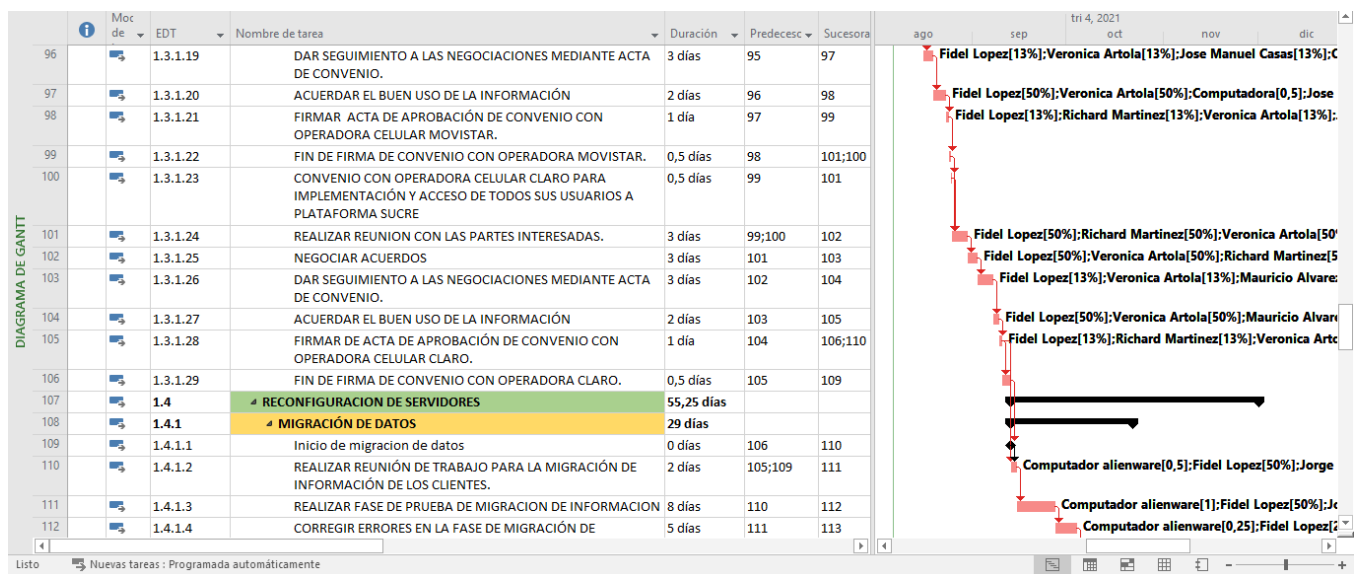 Moc
de
EDT
Nombre de tarea
Duración
Predecesc
Sucesora
tri 4, 2021
ago sep oct nov dic
96 1.3.1.19 DAR SEGUIMIENTO A LAS NEGOCIACIONES MEDIANTE ACTA 3 días 95 97 Fidel Lopez[13%];Veronica Artola[13%];Jose Manuel Casas[13%];C
DE CONVENIO.
97 1.3.1.20 ACUERDAR EL BUEN USO DE LA INFORMACIÓN 2 días 96 98 Fidel Lopez[50%];Veronica Artola[50%];Computadora[0,5];Jose
98 1.3.1.21 FIRMAR ACTA DE APROBACIÓN DE CONVENIO CON 1 día 97 99 Fidel Lopez[13%];Richard Martinez[13%];Veronica Artola[13%];
OPERADORA CELULAR MOVISTAR.
99 1.3.1.22 FIN DE FIRMA DE CONVENIO CON OPERADORA MOVISTAR. 0,5 días 98 101;100
100 1.3.1.23 CONVENIO CON OPERADORA CELULAR CLARO PARA 0,5 días 99 101
IMPLEMENTACIÓN Y ACCESO DE TODOS SUS USUARIOS A
PLATAFORMA SUCRE
101 1.3.1.24 REALIZAR REUNION CON LAS PARTES INTERESADAS. 3 días 99;100 102 Fidel Lopez[50%];Richard Martinez[50%];Veronica Artola[50'
102 1.3.1.25 NEGOCIAR ACUERDOS 3 días 101 103 Fidel Lopez[50%];Veronica Artola[50%];Richard Martinez[5
103 1.3.1.26 DAR SEGUIMIENTO A LAS NEGOCIACIONES MEDIANTE ACTA 3 días 102 104 Fidel Lopez[13%];Veronica Artola[13%];Mauricio Alvare:
DE CONVENIO.
104 1.3.1.27 ACUERDAR EL BUEN USO DE LA INFORMACIÓN 2 días 103 105 Fidel Lopez[50%];Veronica Artola[50%];Mauricio Alvar
105 1.3.1.28 FIRMAR DE ACTA DE APROBACIÓN DE CONVENIO CON 1 día 104 106;110 Fidel Lopez[13%];Richard Martinez[13%];Veronica Artc
OPERADORA CELULAR CLARO.
106 1.3.1.29 FIN DE FIRMA DE CONVENIO CON OPERADORA CLARO. 0,5 días 105 109
107 1.4 RECONFIGURACION DE SERVIDORES 55,25 días
108 1.4.1 MIGRACIÓN DE DATOS 29 días
109 1.4.1.1 Inicio de migracion de datos 0 días 106 110
110 1.4.1.2 REALIZAR REUNIÓN DE TRABAJO PARA LA MIGRACIÓN DE 2 días 105;109 111 Computador alienware[0,5];Fidel Lopez[50%];Jorge
INFORMACIÓN DE LOS CLIENTES.
111 1.4.1.3 REALIZAR FASE DE PRUEBA DE MIGRACION DE INFORMACION 8 días 110 112 Computador alienware[1];Fidel Lopez[50%];Jo
112 1.4.1.4 CORREGIR ERRORES EN LA FASE DE MIGRACIÓN DE 5 días 111 113 Computador alienware[0,25];Fidel Lopez[2
DIAGRAMA DE GANTT
Listo
Nuevas tareas : Programada automáticamente